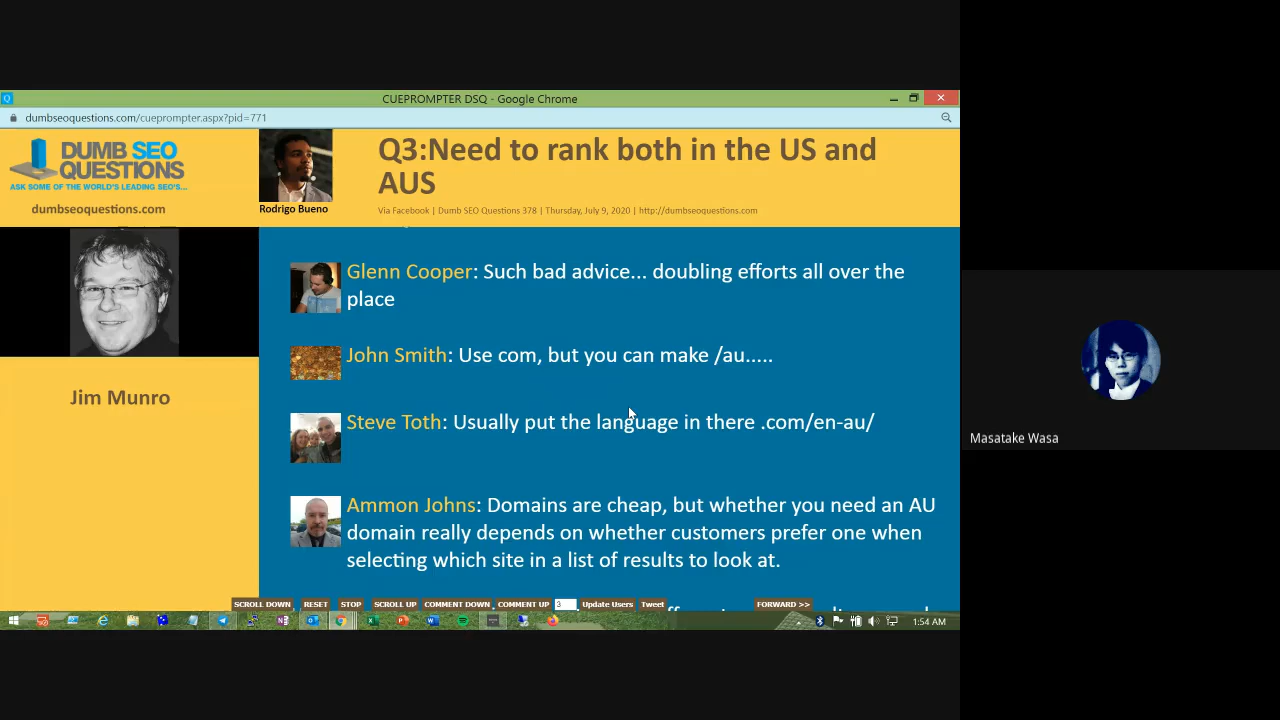 CUEPROMPTER DSQ - Google Chrome
dumbseoquestions.com/cueprompter.aspx?pid=771
DUMB SEO
QUESTIONS
ASK SOME OF THE WORLD'S LEADING SEO'S...
dumbseoquestions.com
Rodrigo Bueno
Q3:Need to rank both in the US and
AUS
Via Facebook | Dumb SEO Questions 378 | Thursday, July 9, 2020 | http://dumbseoquestions.com
Jim Munro
Glenn Cooper: Such bad advice... doubling efforts all over the
place
John Smith: Use com, but you can make /au.....
Steve Toth: Usually put the language in there .com/en-au/
Ammon Johns: Domains are cheap, but whether you need an AU
domain really depends on whether customers prefer one when
selecting which site in a list of results to look at.
SCROLL DOWN RESET STOP SCROLL UP COMMENT DOWN COMMENT UP 3 Update Users Tweet FORWARD >>
1:54 AM
Masatake Wasa